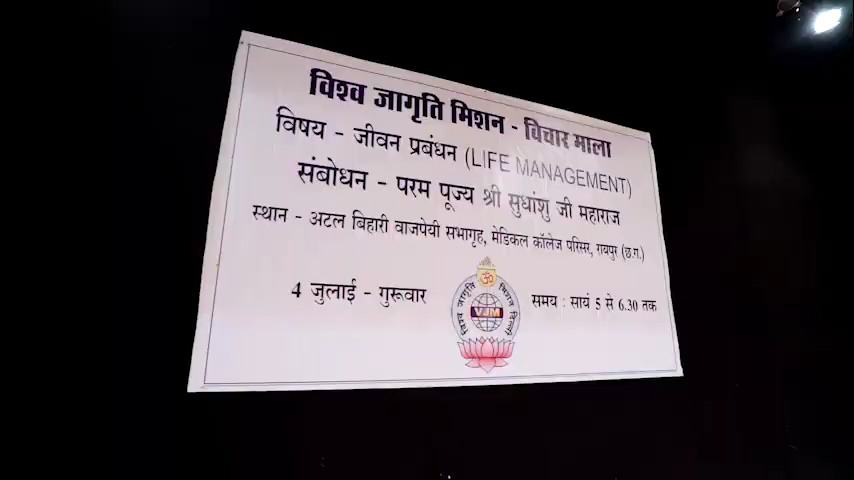 विश्व जागृति मिशन - विचार माला
विषय - जीवन प्रबंधन (LIFE MANAGEMENT)
संबोधन - परम पूज्य श्री सुधांशु जी महाराज
स्थान - अटल बिहारी वाजपेयी सभागृह, मेडिकल कॉलेज परिसर, रायपुर (छ.ग.)
4 जुलाई - गुरूवार
ॐ
विश्व जागृति मिशन दिल्ली
VJM
समय : सायं 5 से 6.30 तक